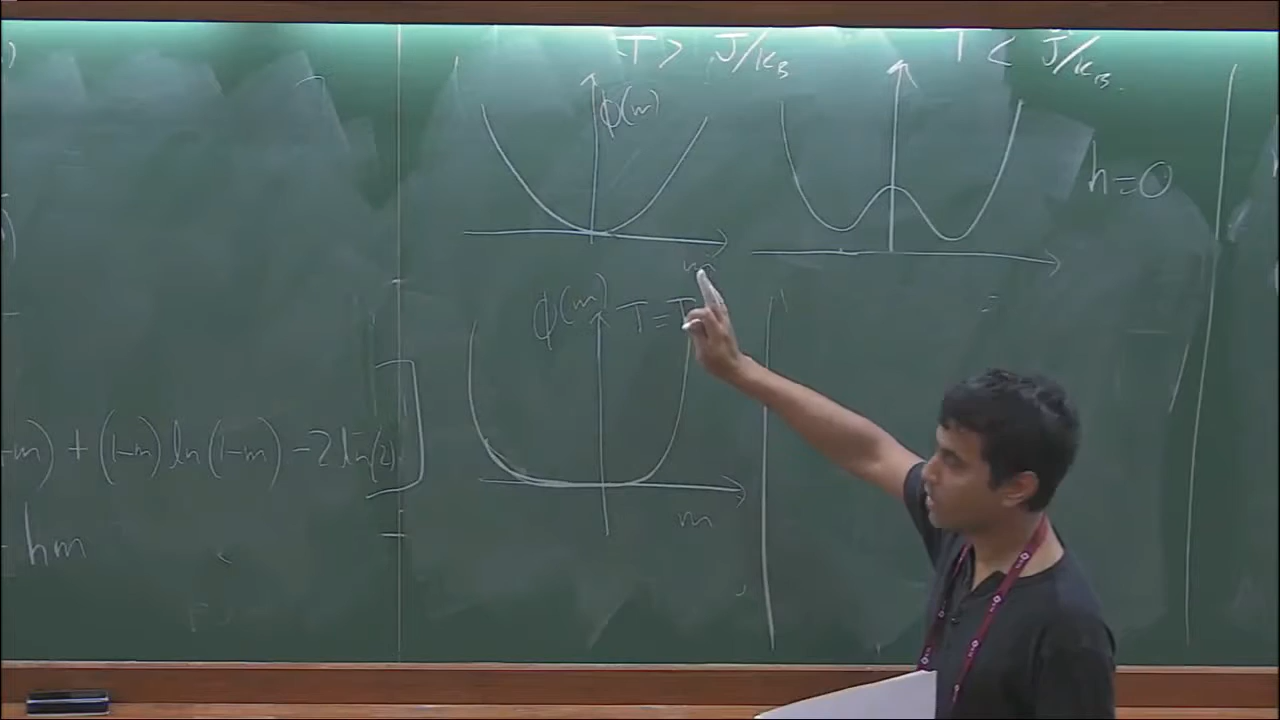 T > J/k_B
T < J/k_B
ϕ(m)
h=0
m
ϕ(m)
T=T
-m) + (1-m) ln(1-m) - 2 ln(2) ]
m
hm